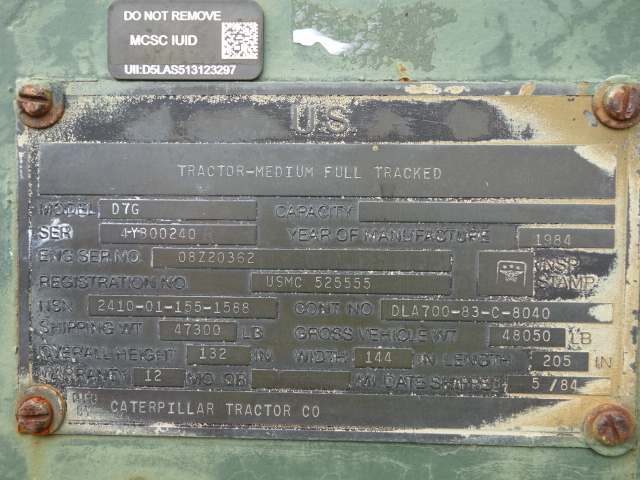 DO NOT REMOVE
MCSC IUID
UII:D5LAS513123297
U.S.
TRACTOR-MEDIUM FULL TRACKED
MODEL D7G CAPACITY
SER YEAR OF MANUFACTURE 1984
ENG SER NO. 08Z20362 INSP
REGISTRATION NO USMC 525555 STAMP
NSN 2410-01-155-1588 CONT NO DLA700-83-C-8040
SHIPPING WT 47300 LB GROSS VEHICLE WT 48050 LB
OVERALL HEIGHT 132 IN WIDTH 144 IN LENGTH 205 IN
WARRANTY 12 MO. OR MI DATE SHIPPED 5 /84
MFD CATERPILLAR TRACTOR CO